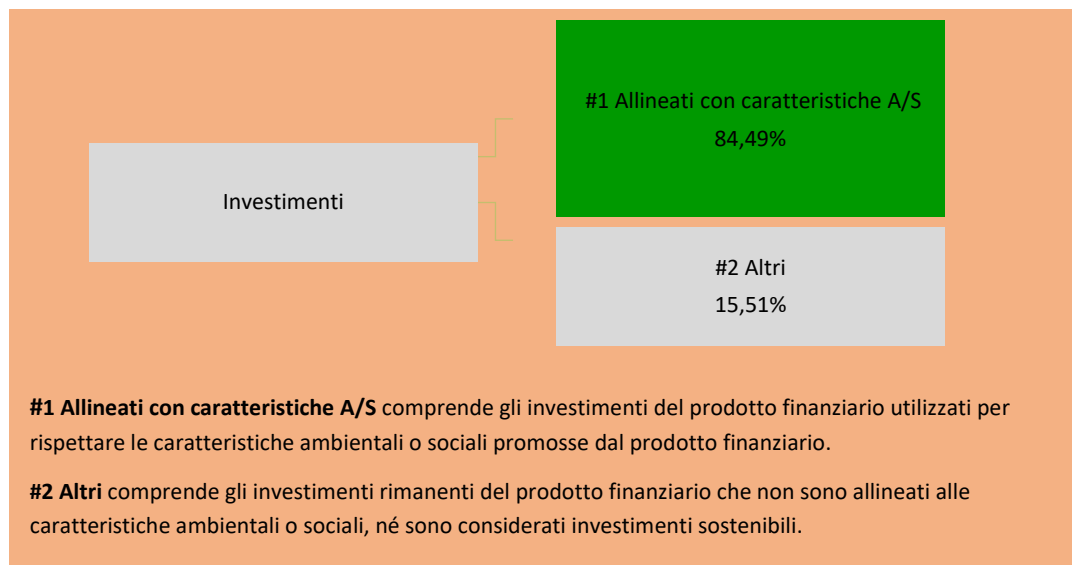 #1 Allineati con caratteristiche A/S
84,49%
Investimenti
#2 Altri
15,51%
#1 Allineati con caratteristiche A/S comprende gli investimenti del prodotto finanziario utilizzati per
rispettare le caratteristiche ambientali o sociali promosse dal prodotto finanziario.
#2 Altri comprende gli investimenti rimanenti del prodotto finanziario che non sono allineati alle
caratteristiche ambientali o sociali, né sono considerati investimenti sostenibili.